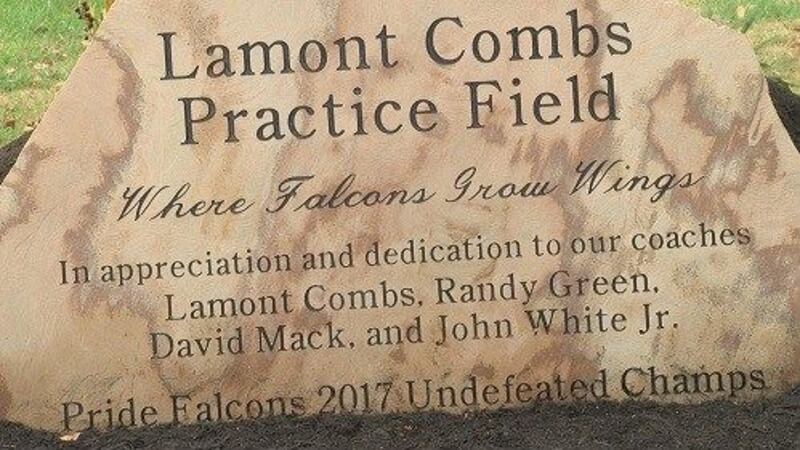 Lamont Combs
Practice Field
Where Falcons Grow Wings
In appreciation and dedication to our coaches
Lamont Combs, Randy Green,
David Mack, and John White Jr.
Pride Falcons 2017 Undefeated Champs